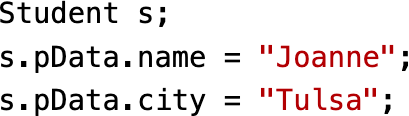 Student s;
s.pData.name = "Joanne";
s.pData.city = "Tulsa";